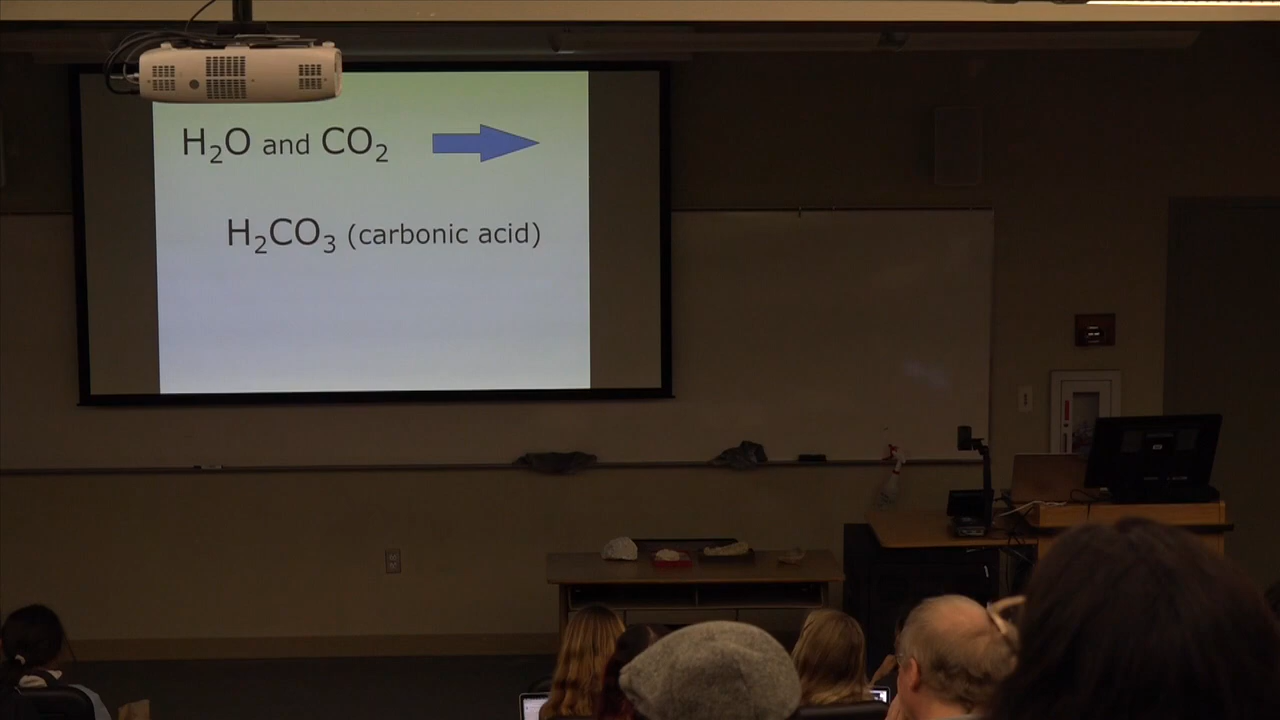 H₂O and CO₂
H₂CO₃ (carbonic acid)